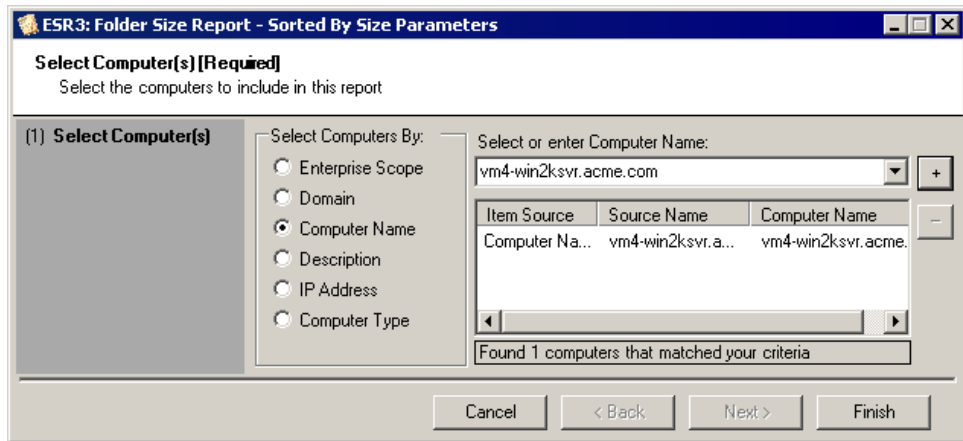 ESR3: Folder Size Report - Sorted By Size Parameters
Select Computer(s) [Required]
Select the computers to include in this report
(1) Select Computer(s)
Select Computers By:
Enterprise Scope
Domain
Computer Name
Description
IP Address
Computer Type
Select or enter Computer Name:
vm4-win2ksvr.acme.com
+
Item Source Source Name Computer Name
Computer Na... vm4-win2ksvr.a... vm4-win2ksvr.acme.
−
Found 1 computers that matched your criteria
Cancel < Back Next > Finish